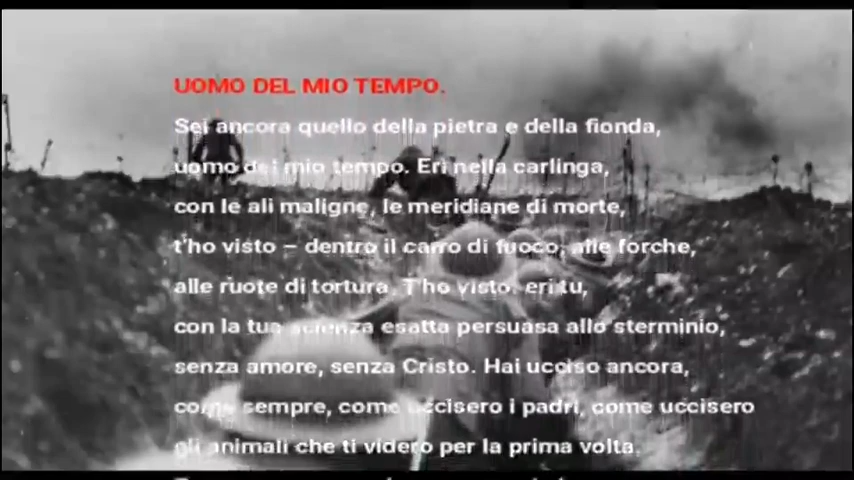 UOMO DEL MIO TEMPO.
Sei ancora quello della pietra e della fionda,
uomo del mio tempo. Eri nella carlinga,
con le ali maligne, le meridiane di morte,
t'ho visto – dentro il carro di fuoco, alle forche,
alle ruote di tortura. T'ho visto: eri tu,
con la tua scienza esatta persuasa allo sterminio,
senza amore, senza Cristo. Hai ucciso ancora,
come sempre, come uccisero i padri, come uccisero
gli animali che ti videro per la prima volta.